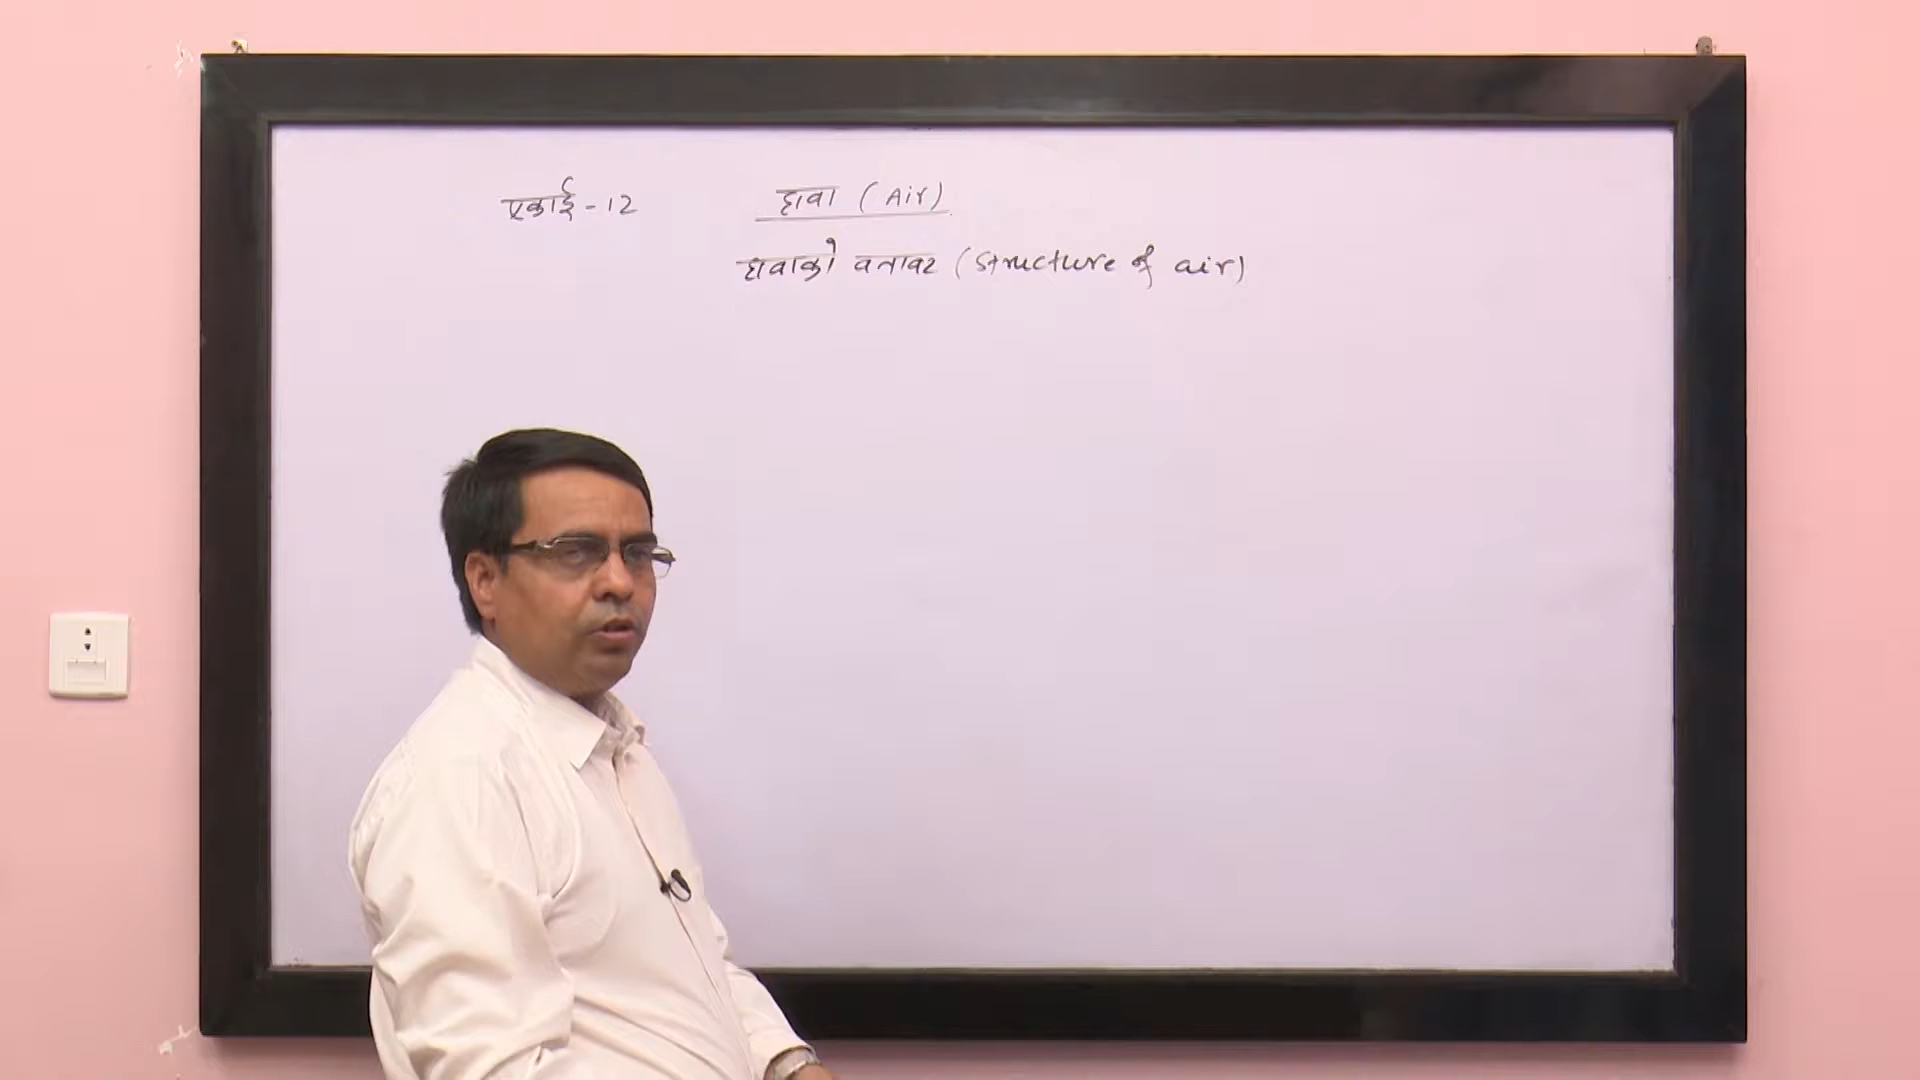 एकाई-12 हावा (Air)
हावाको बनावट (Structure of air)